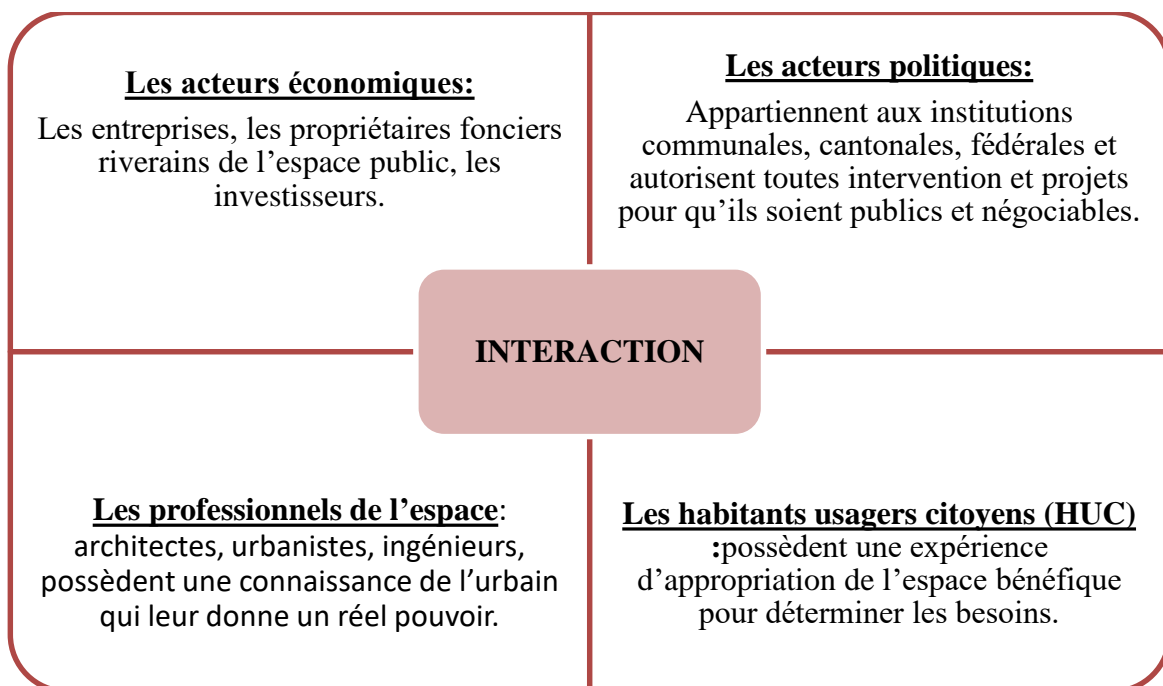 Les acteurs économiques:
Les entreprises, les propriétaires fonciers
riverains de l’espace public, les
investisseurs.
Les acteurs politiques:
Appartiennent aux institutions
communales, cantonales, fédérales et
autorisent toutes intervention et projets
pour qu’ils soient publics et négociables.
INTERACTION
Les professionnels de l’espace:
architectes, urbanistes, ingénieurs,
possèdent une connaissance de l’urbain
qui leur donne un réel pouvoir.
Les habitants usagers citoyens (HUC)
:possèdent une expérience
d’appropriation de l’espace bénéfique
pour déterminer les besoins.